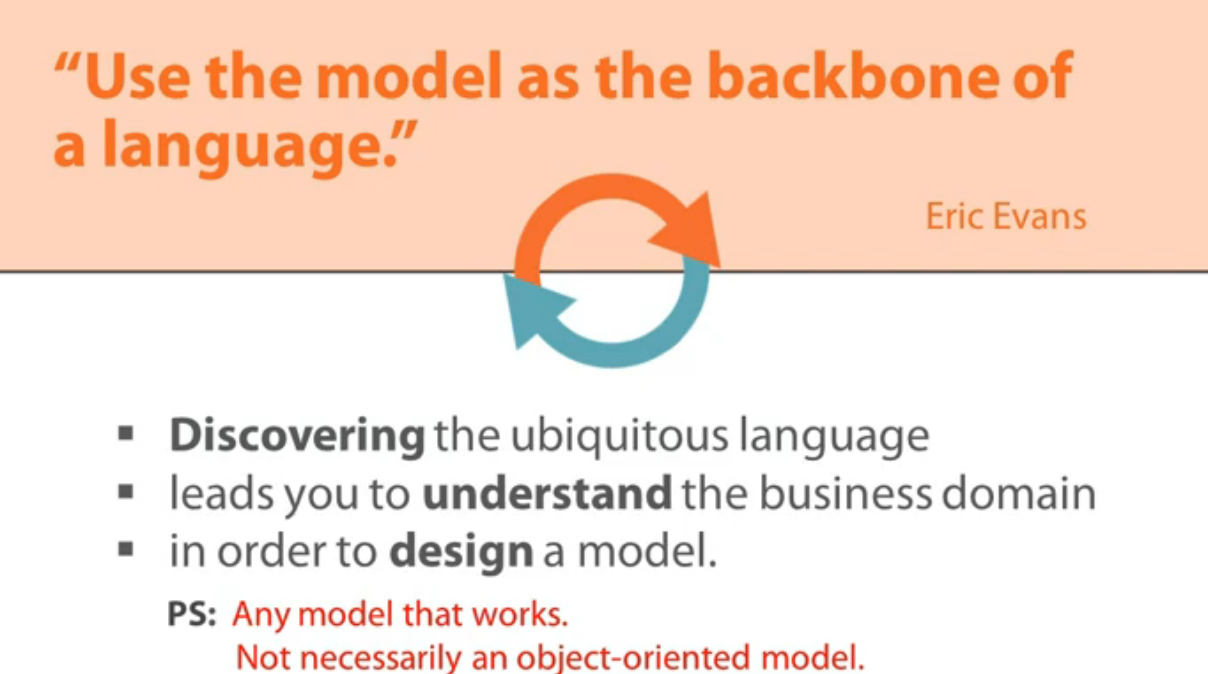 “Use the model as the backbone of
a language.”
Eric Evans
▪ Discovering the ubiquitous language
▪ leads you to understand the business domain
▪ in order to design a model.
PS: Any model that works.
Not necessarily an object-oriented model.